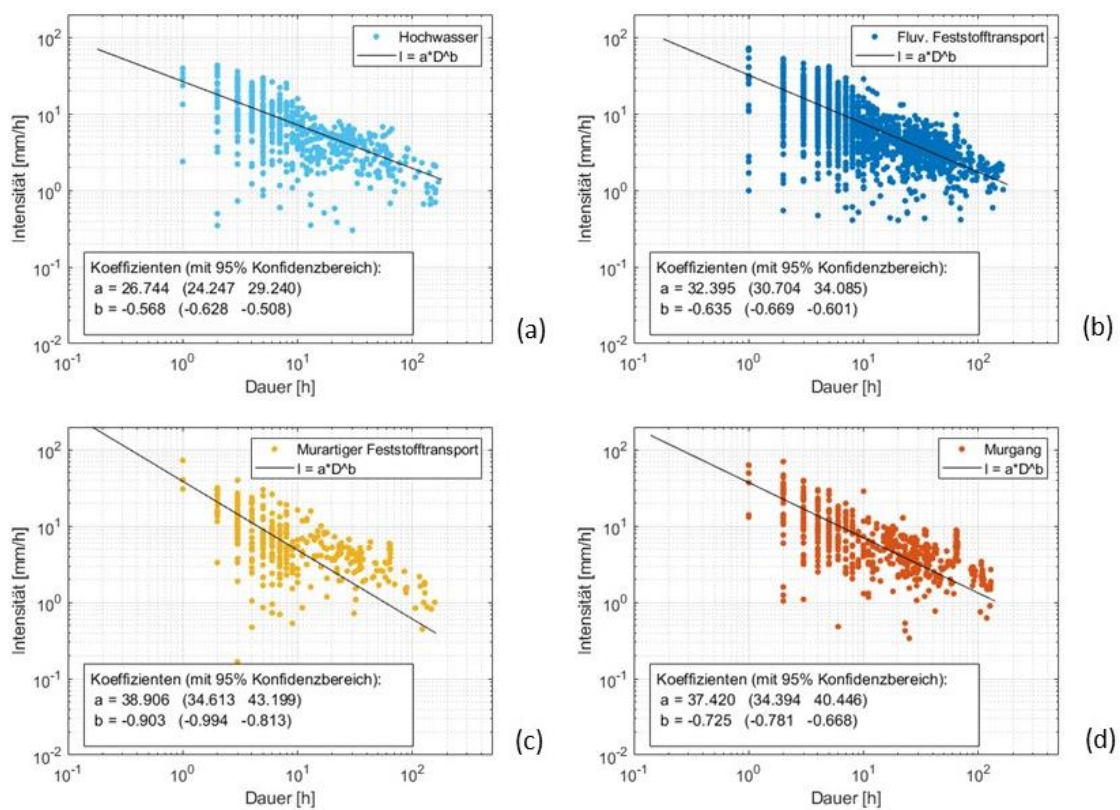 10^2
10^1
10^0
10^-1
10^-2
Intensität [mm/h]
Hochwasser
I = a*D^b
Koeffizienten (mit 95% Konfidenzbereich):
a = 26.744 (24.247 29.240)
b = -0.568 (-0.628 -0.508)
10^-1 10^0 10^1 10^2
Dauer [h]
(a)
10^2
10^1
10^0
10^-1
10^-2
Intensität [mm/h]
Fluv. Feststofftransport
I = a*D^b
Koeffizienten (mit 95% Konfidenzbereich):
a = 32.395 (30.704 34.085)
b = -0.635 (-0.669 -0.601)
10^-1 10^0 10^1 10^2
Dauer [h]
(b)
10^2
10^1
10^0
10^-1
10^-2
Intensität [mm/h]
Murartiger Feststofftransport
I = a*D^b
Koeffizienten (mit 95% Konfidenzbereich):
a = 38.906 (34.613 43.199)
b = -0.903 (-0.994 -0.813)
10^-1 10^0 10^1 10^2
Dauer [h]
(c)
10^2
10^1
10^0
10^-1
10^-2
Intensität [mm/h]
Murgang
I = a*D^b
Koeffizienten (mit 95% Konfidenzbereich):
a = 37.420 (34.394 40.446)
b = -0.725 (-0.781 -0.668)
10^-1 10^0 10^1 10^2
Dauer [h]
(d)